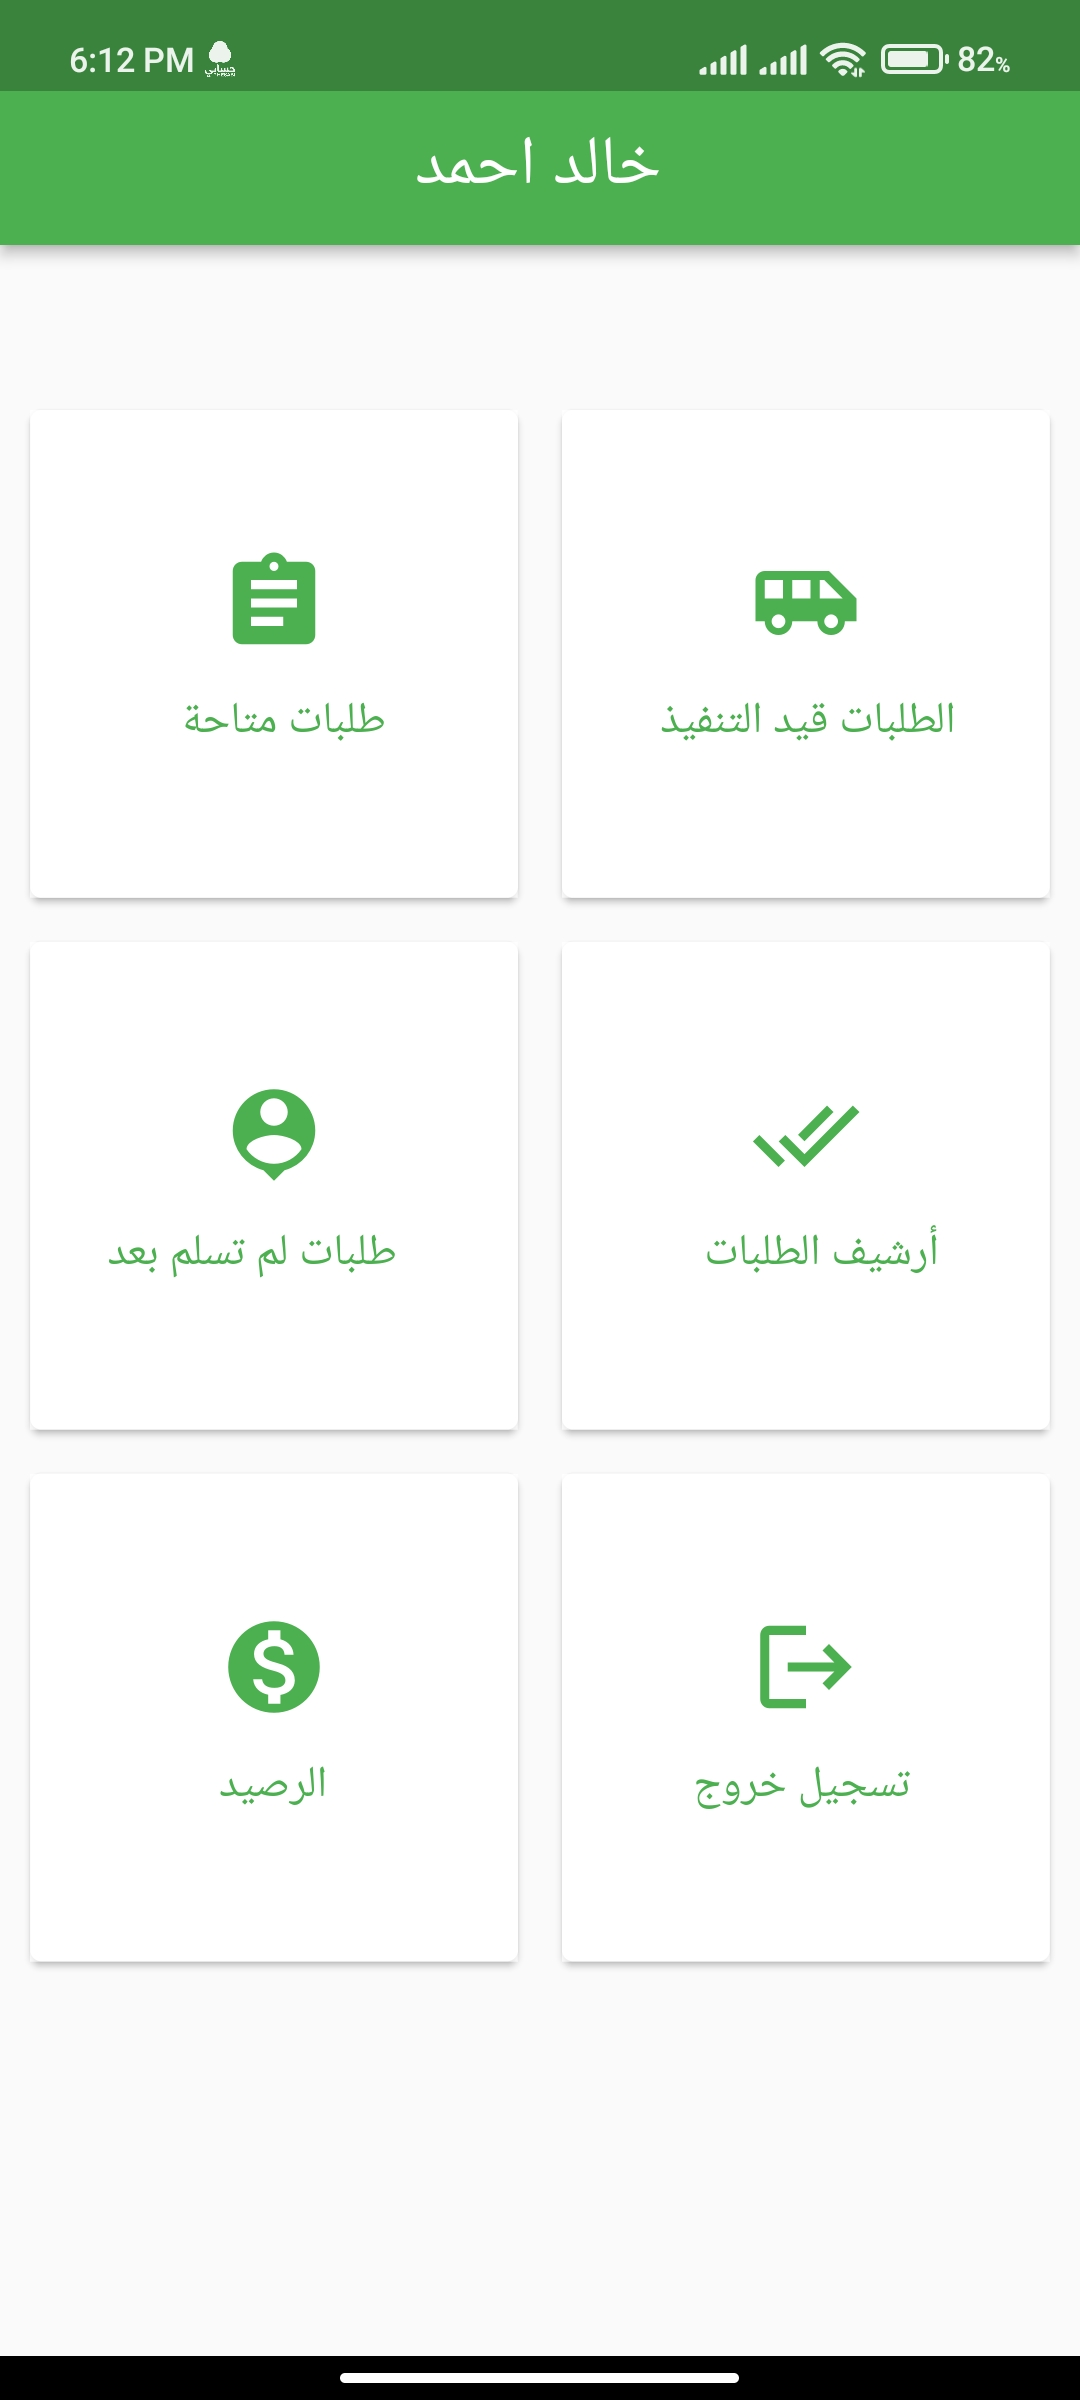 6:12 PM حسابي 82%
خالد احمد
الطلبات قيد التنفيذ
طلبات متاحة
أرشيف الطلبات
طلبات لم تسلم بعد
تسجيل خروج
الرصيد